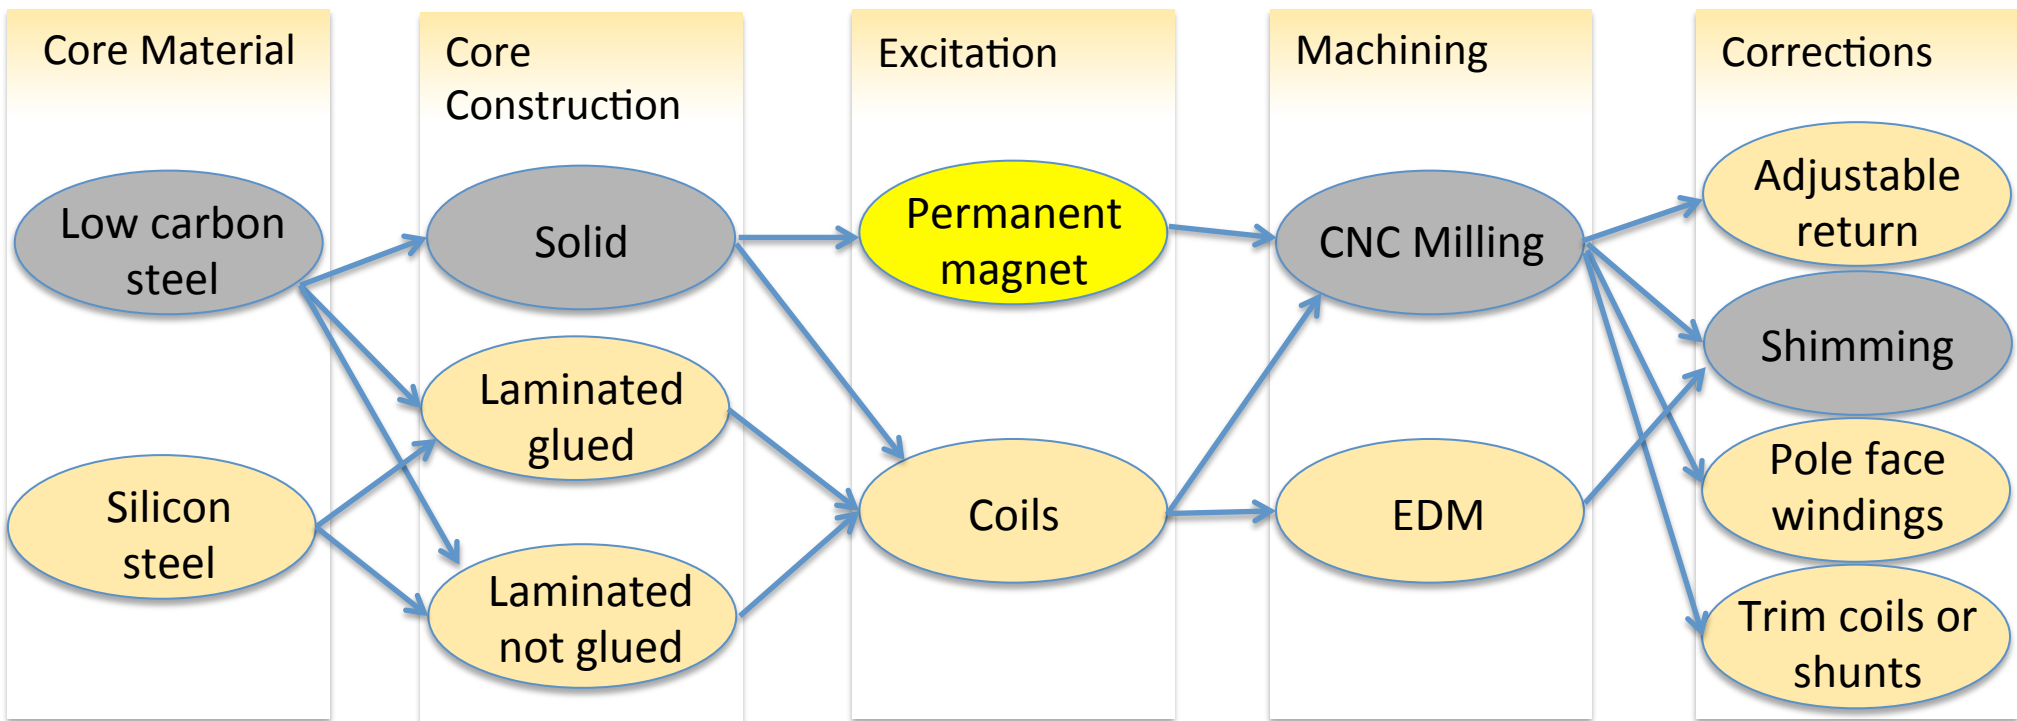 Core Material
Low carbon
steel
Silicon
steel
Core
Construction
Solid
Laminated
glued
Laminated
not glued
Excitation
Permanent
magnet
Coils
Machining
CNC Milling
EDM
Corrections
Adjustable
return
Shimming
Pole face
windings
Trim coils or
shunts